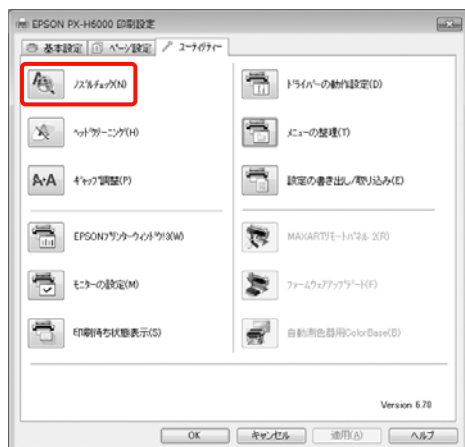 EPSON PX-H6000 印刷設定
基本設定 ページ設定 ユーティリティー
ノズルチェック(N)
ドライバーの動作設定(D)
ヘッドクリーニング(H)
メニューの整理(T)
ギャップ調整(P)
設定の書き出し/取り込み(E)
EPSONプリンターウィンドウ!3(W)
MAXARTリモートパネル 2(R)
モニターの設定(M)
ファームウェアアップデート(F)
印刷待ち状態表示(S)
自動測色器用ColorBase(B)
Version 6.70
OK キャンセル 適用(A) ヘルプ